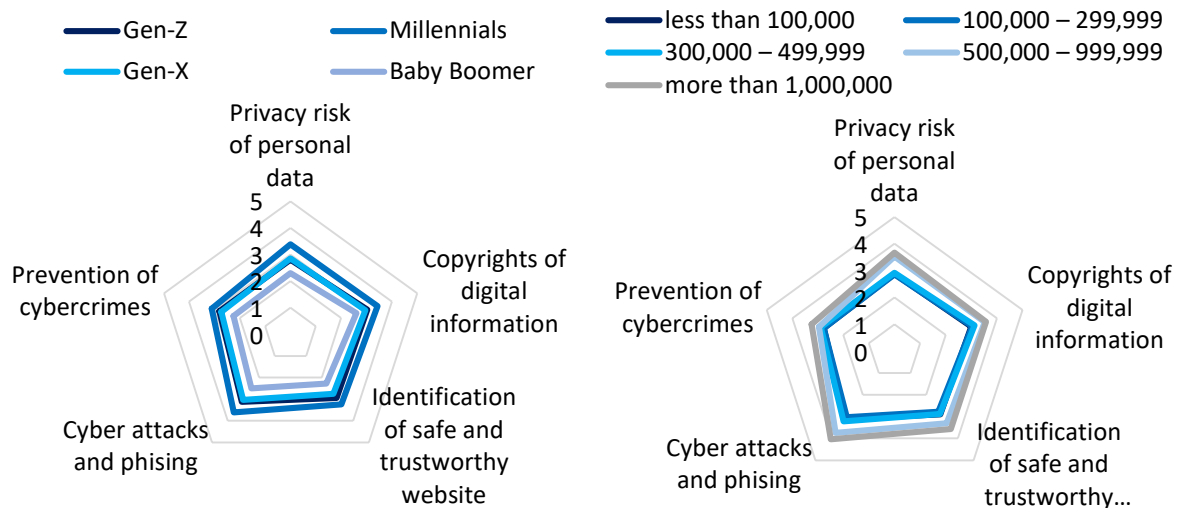 Gen-Z
Millennials
Gen-X
Baby Boomer
Privacy risk
of personal
data
5
4
3
2
1
0
Copyrights of
digital
information
Identification
of safe and
trustworthy
website
Cyber attacks
and phising
Prevention of
cybercrimes
less than 100,000
100,000 – 299,999
300,000 – 499,999
500,000 – 999,999
more than 1,000,000
Privacy risk
of personal
data
5
4
3
2
1
0
Copyrights of
digital
information
Identification
of safe and
trustworthy…
Cyber attacks
and phising
Prevention of
cybercrimes